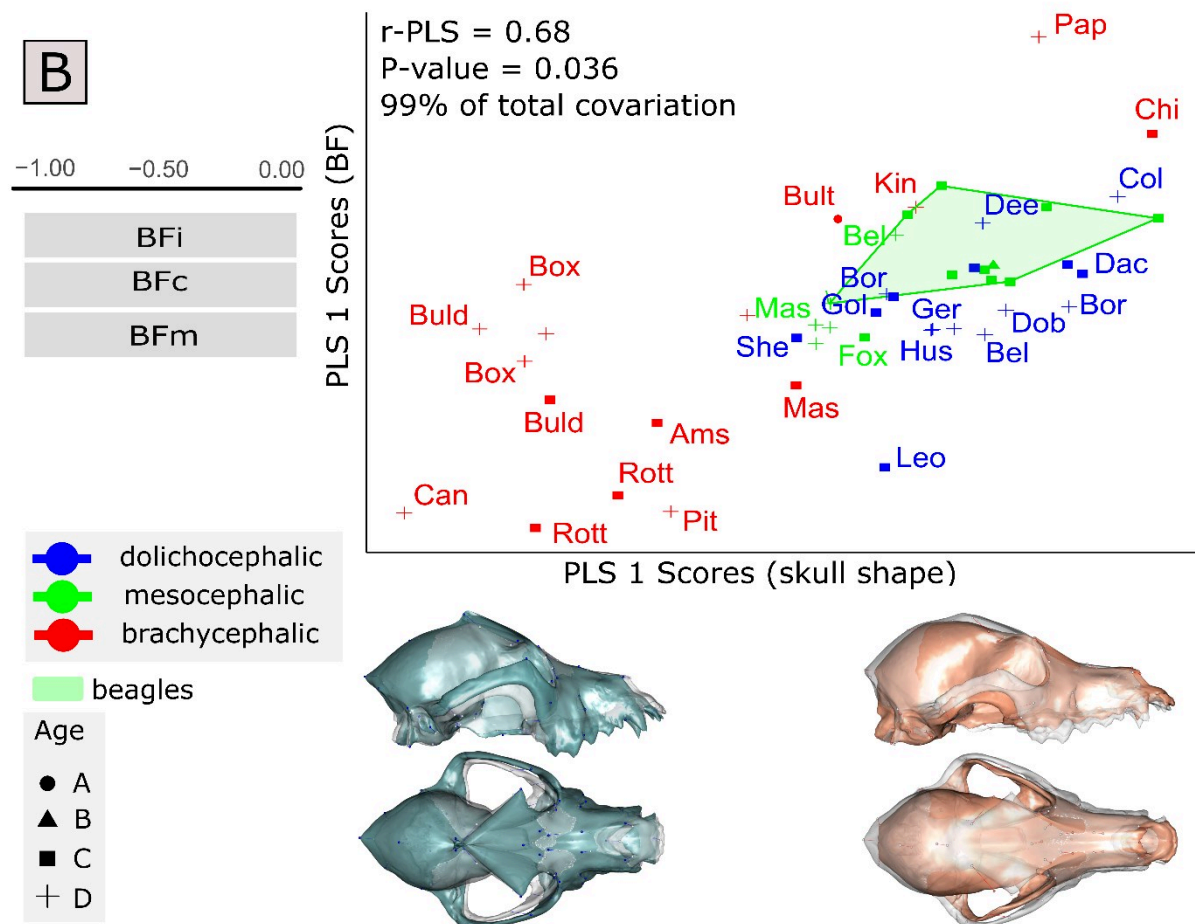 B
r-PLS = 0.68
P-value = 0.036
99% of total covariation
−1.00 −0.50 0.00
BFi
BFc
BFm
PLS 1 Scores (BF)
Pap
Chi
Col
Kin
Bult
Dee
Bel
Box
Bor
Dac
Buld
Mas
Gol
Ger
Dob
Bor
She
Fox
Hus
Bel
Box
Mas
Buld
Ams
Leo
Rott
Can
Pit
Rott
PLS 1 Scores (skull shape)
dolichocephalic
mesocephalic
brachycephalic
beagles
Age
A
B
C
D